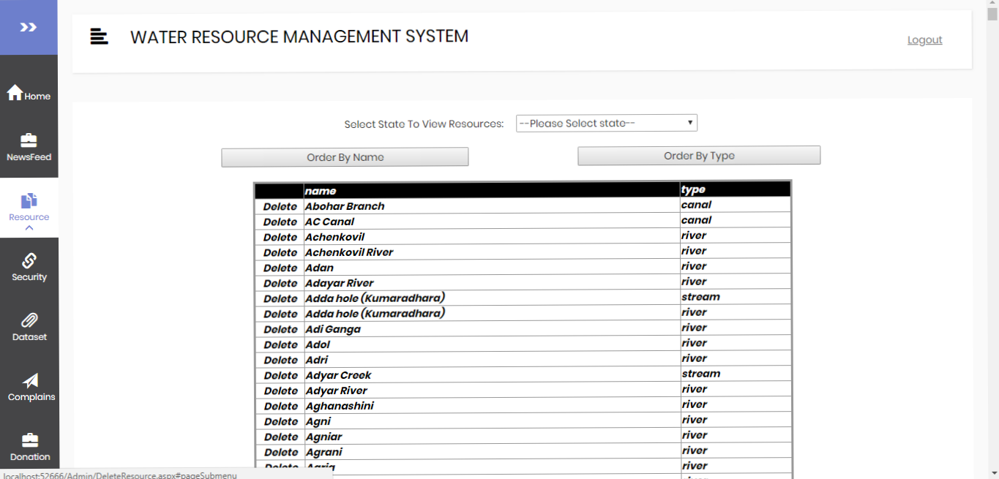 WATER RESOURCE MANAGEMENT SYSTEM
Logout
Home
NewsFeed
Resource
Security
Dataset
Complains
Donation
Select State To View Resources: --Please Select state--
Order By Name Order By Type
name type
Delete Abohar Branch canal
Delete AC Canal canal
Delete Achenkovil river
Delete Achenkovil River river
Delete Adan river
Delete Adayar River river
Delete Adda hole (Kumaradhara) stream
Delete Adda hole (Kumaradhara) river
Delete Adi Ganga river
Delete Adol river
Delete Adri river
Delete Adyar Creek stream
Delete Adyar River river
Delete Aghanashini river
Delete Agni river
Delete Agniar river
Delete Agrani river
Delete river
localhost:52666/Admin/DeleteResource.aspx#pageSubmenu